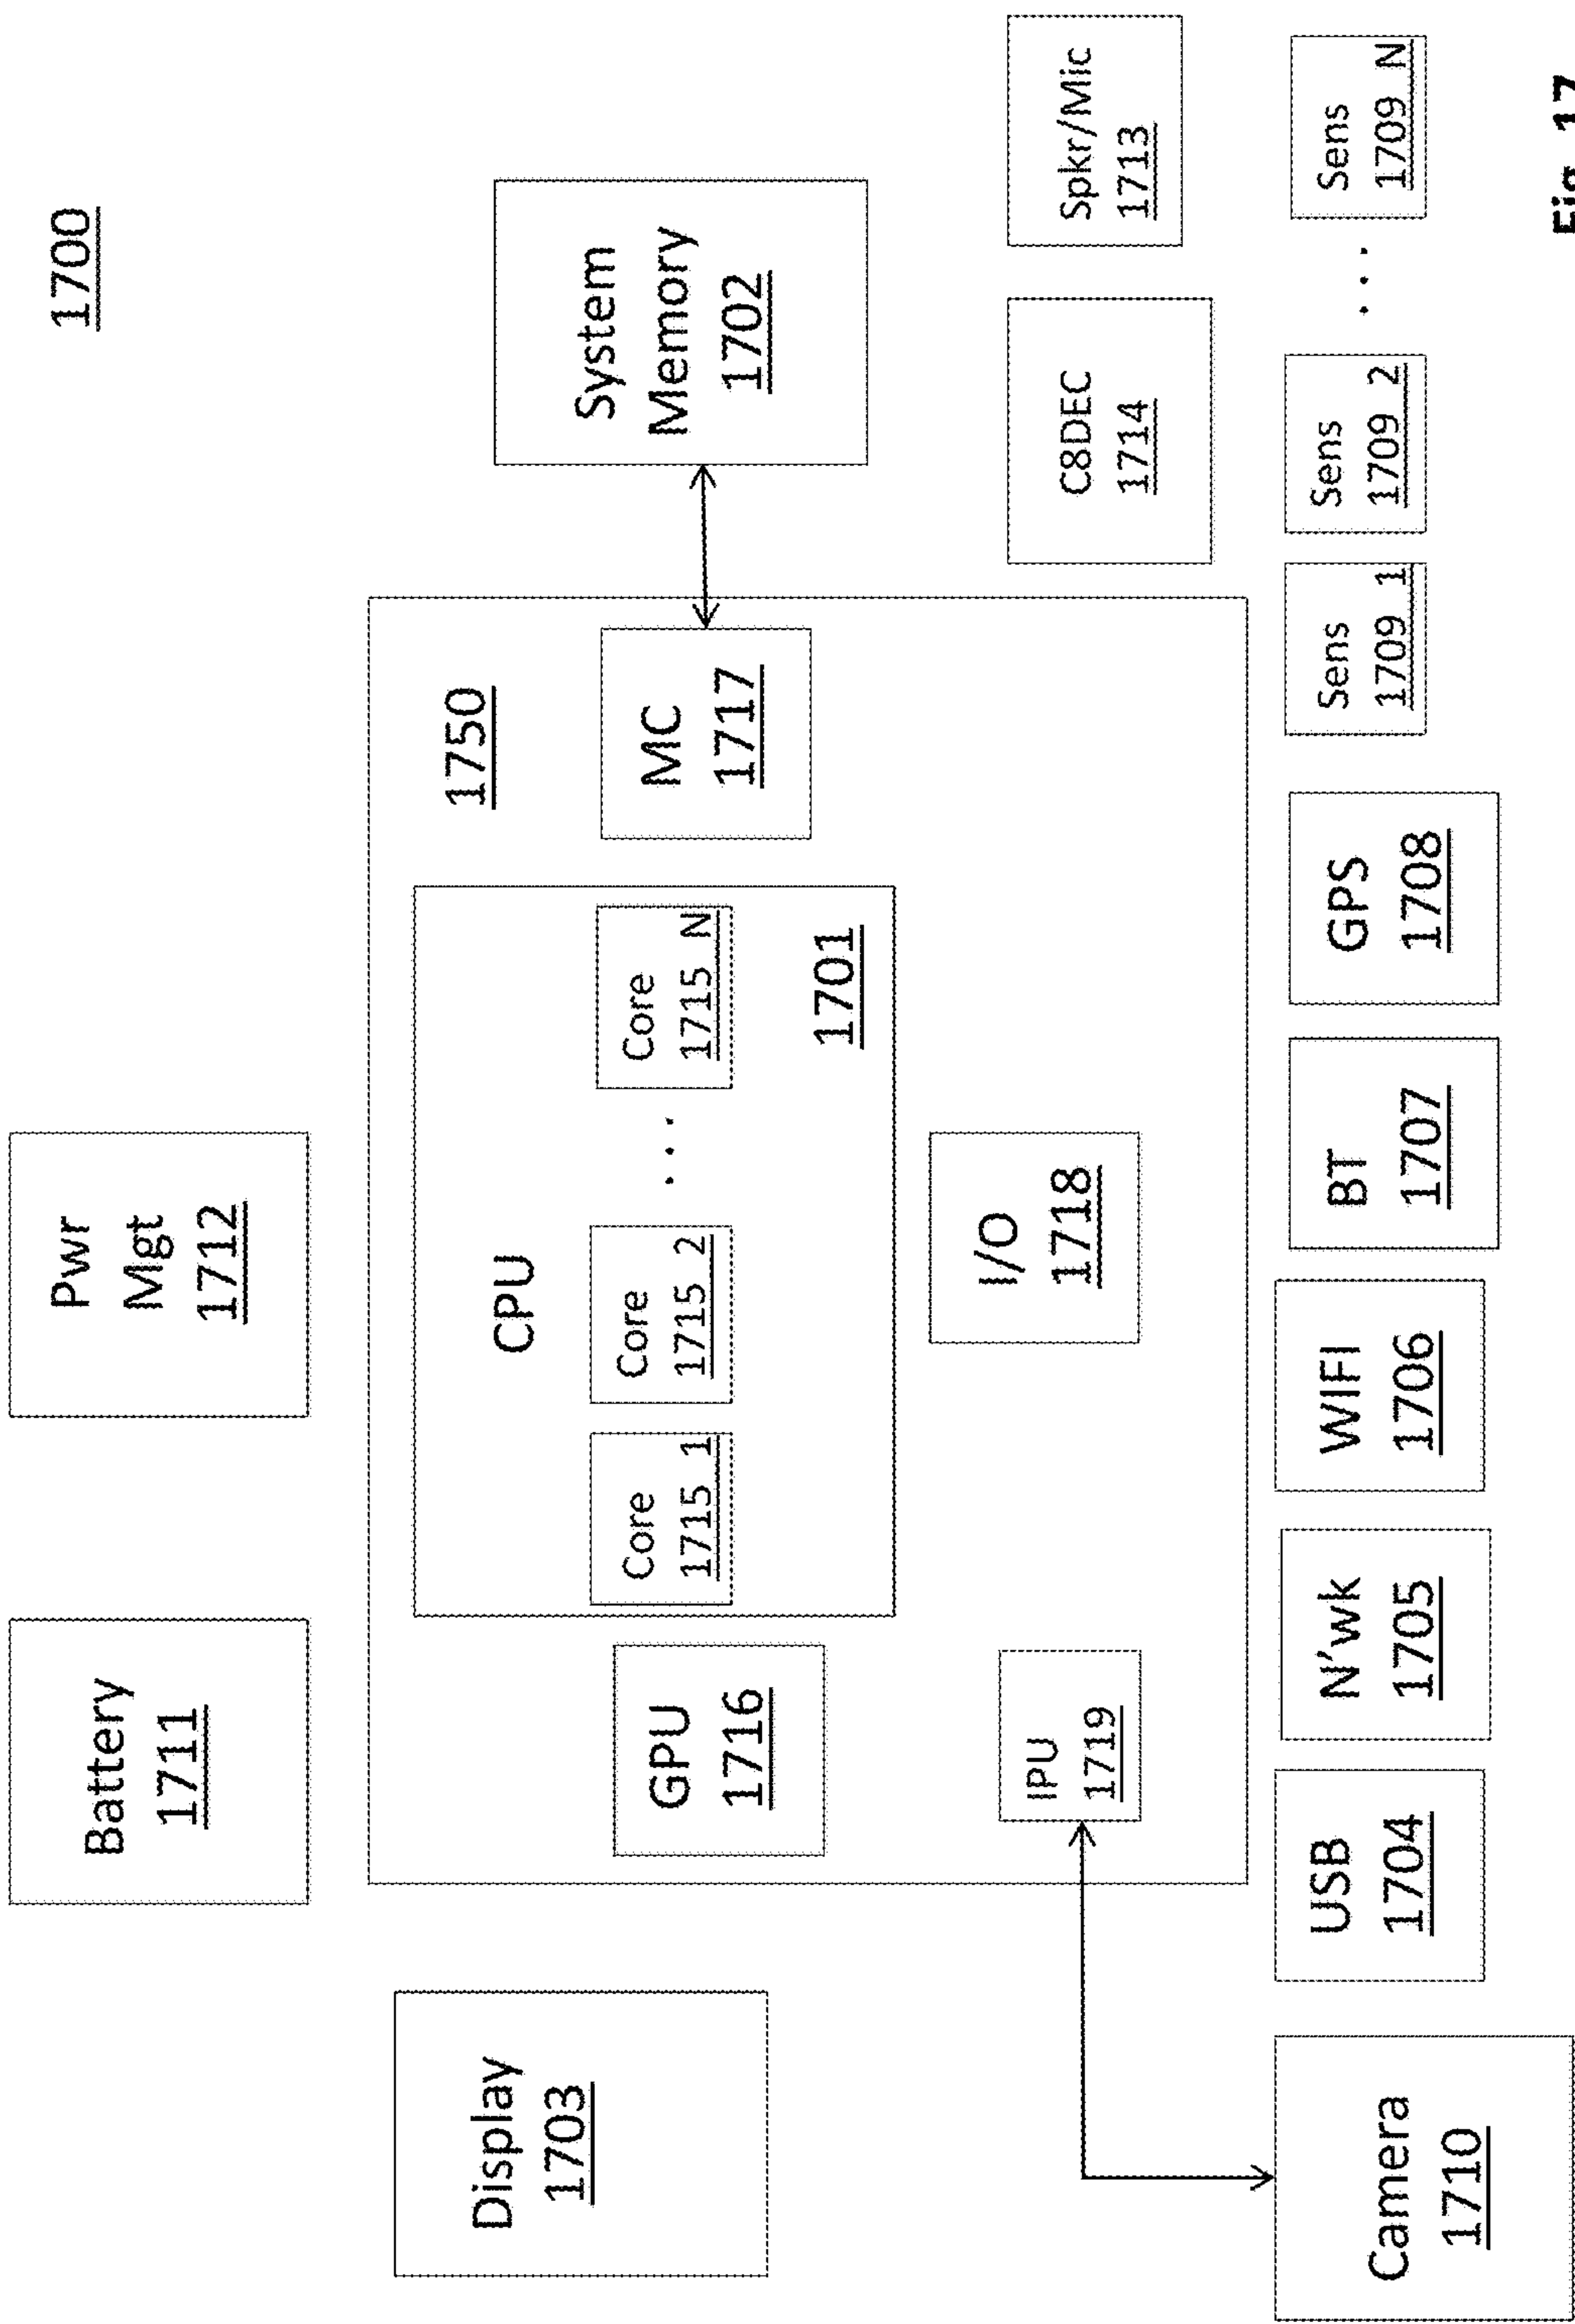 1700
Battery
1711
Pwr
Mgt
1712
Display
1703
1750
CPU
GPU
1716
Core
1715_1
Core
1715_2
. . .
Core
1715_N
1701
MC
1717
System
Memory
1702
IPU
1719
I/O
1718
C8DEC
1714
Spkr/Mic
1713
Camera
1710
USB
1704
N'wk
1705
WIFI
1706
BT
1707
GPS
1708
Sens
1709_1
Sens
1709_2
. . .
Sens
1709_N
Fig. 17